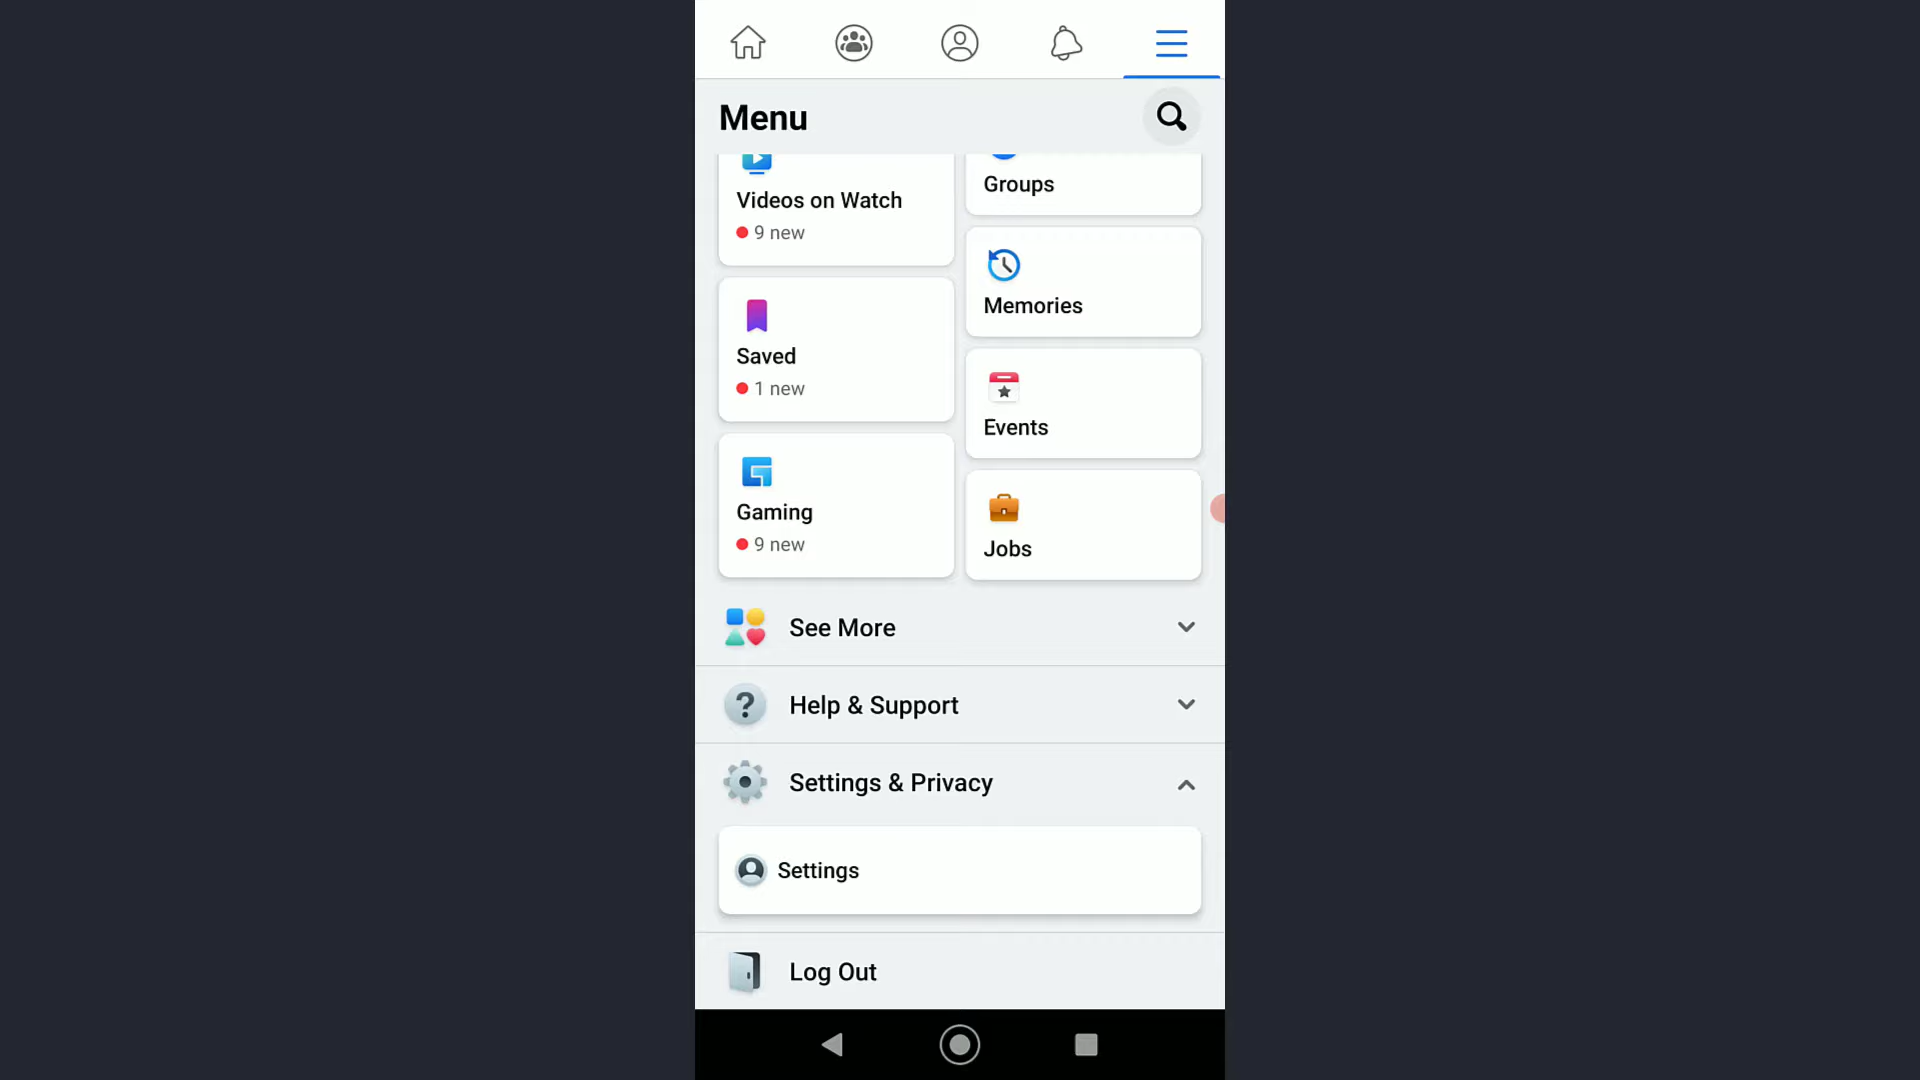 Menu
Videos on Watch
9 new
Groups
Memories
Saved
1 new
Events
Gaming
9 new
Jobs
See More
Help & Support
Settings & Privacy
Settings
Log Out